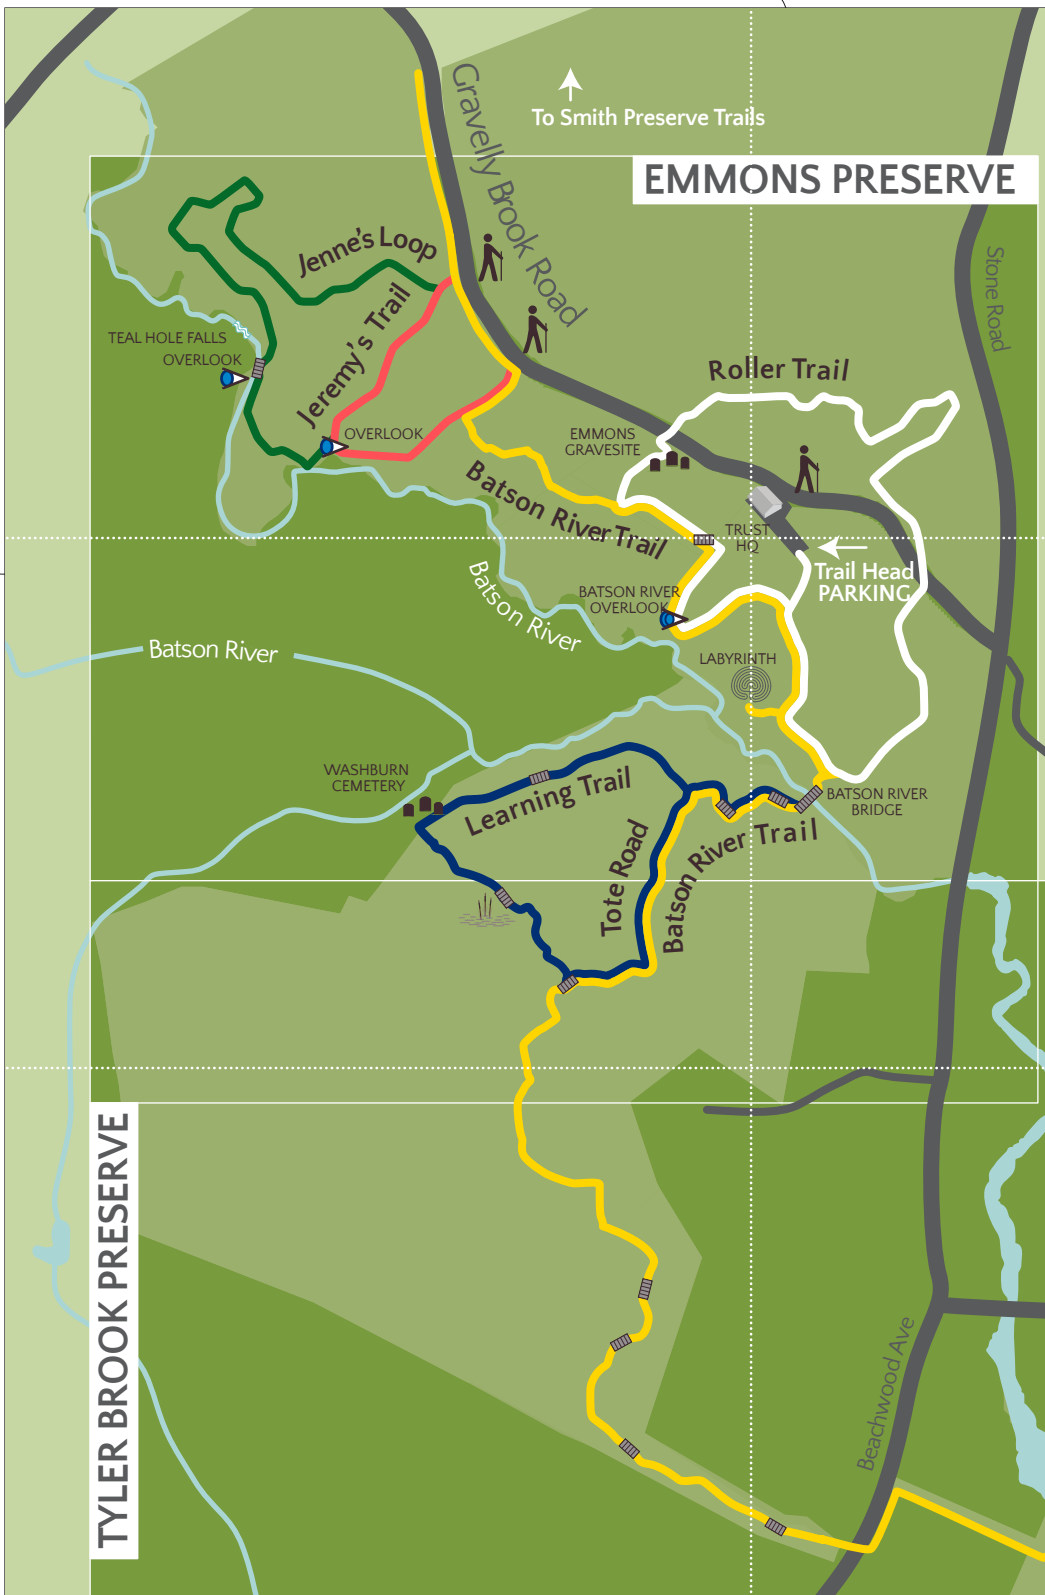 Gravelly Brook Road
To Smith Preserve Trails
EMMONS PRESERVE
Stone Road
Jenne's Loop
Jeremy's Trail
TEAL HOLE FALLS
OVERLOOK
OVERLOOK
Roller Trail
EMMONS
GRAVESITE
Batson River Trail
TRUST
HQ
Trail Head
PARKING
Batson River
BATSON RIVER
OVERLOOK
Batson River
LABYRINTH
WASHBURN
CEMETERY
Learning Trail
BATSON RIVER
BRIDGE
Tote Road
Batson River Trail
TYLER BROOK PRESERVE
Beachwood Ave